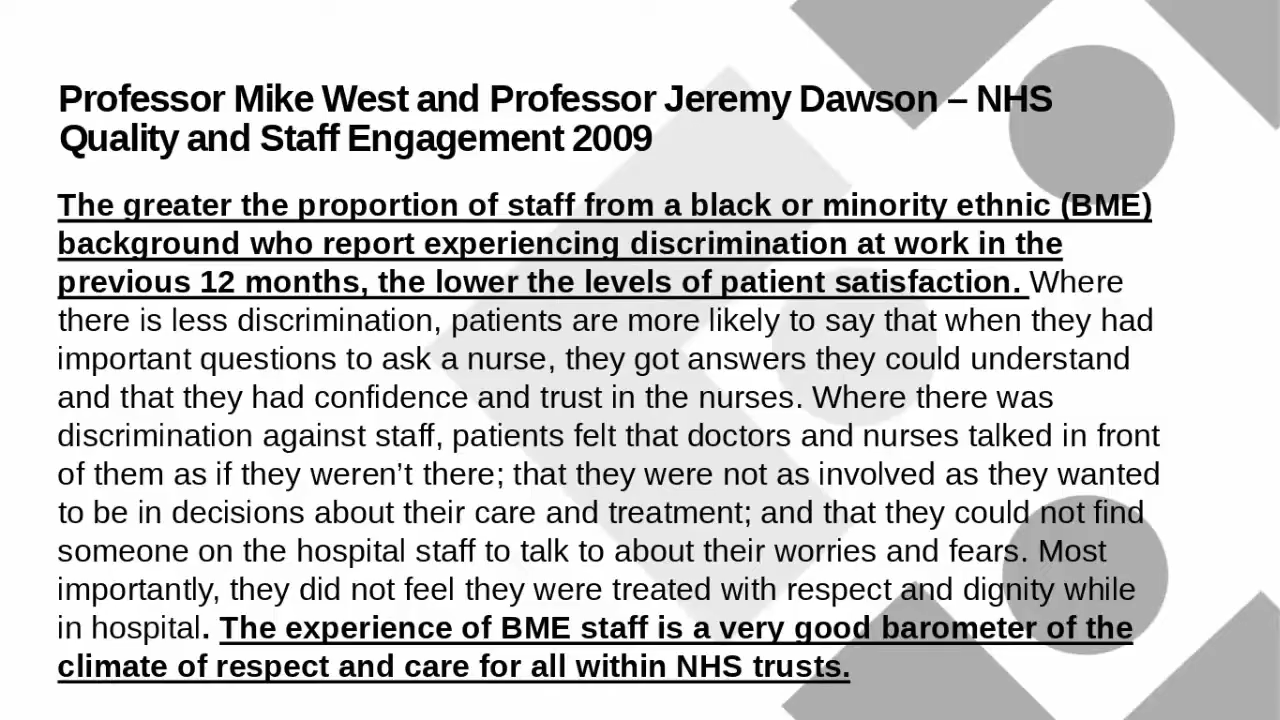 Professor Mike West and Professor Jeremy Dawson – NHS
Quality and Staff Engagement 2009
The greater the proportion of staff from a black or minority ethnic (BME)
background who report experiencing discrimination at work in the
previous 12 months, the lower the levels of patient satisfaction. Where
there is less discrimination, patients are more likely to say that when they had
important questions to ask a nurse, they got answers they could understand
and that they had confidence and trust in the nurses. Where there was
discrimination against staff, patients felt that doctors and nurses talked in front
of them as if they weren’t there; that they were not as involved as they wanted
to be in decisions about their care and treatment; and that they could not find
someone on the hospital staff to talk to about their worries and fears. Most
importantly, they did not feel they were treated with respect and dignity while
in hospital. The experience of BME staff is a very good barometer of the
climate of respect and care for all within NHS trusts.